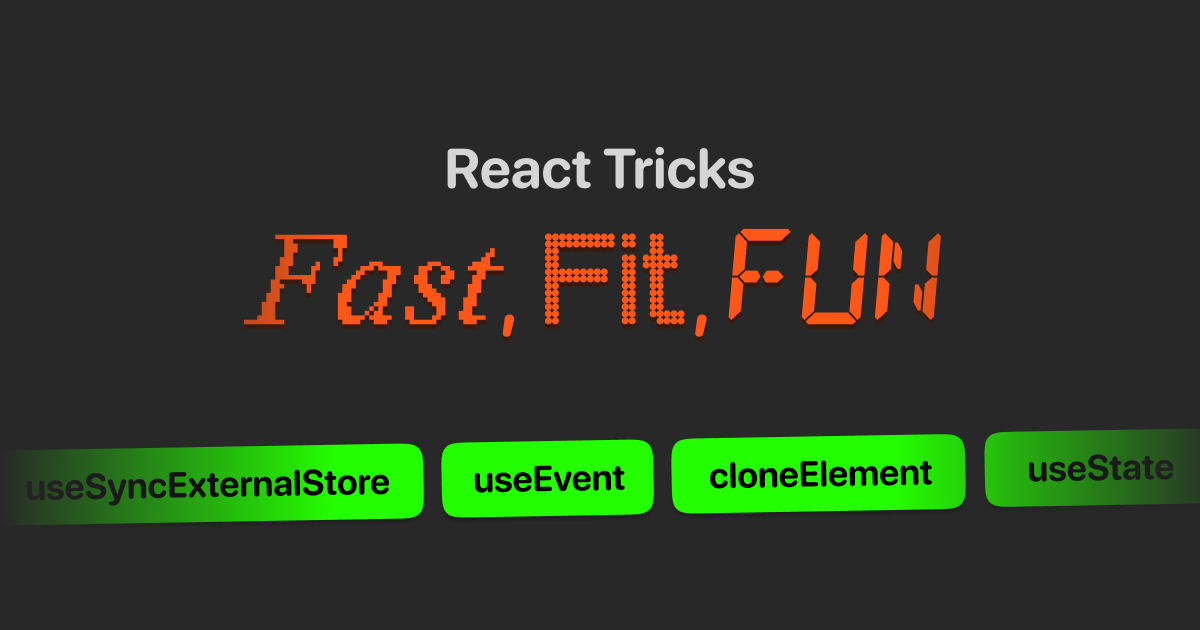 React Tricks
Fast, Fit, FUN
useSyncExternalStore useEvent cloneElement useState